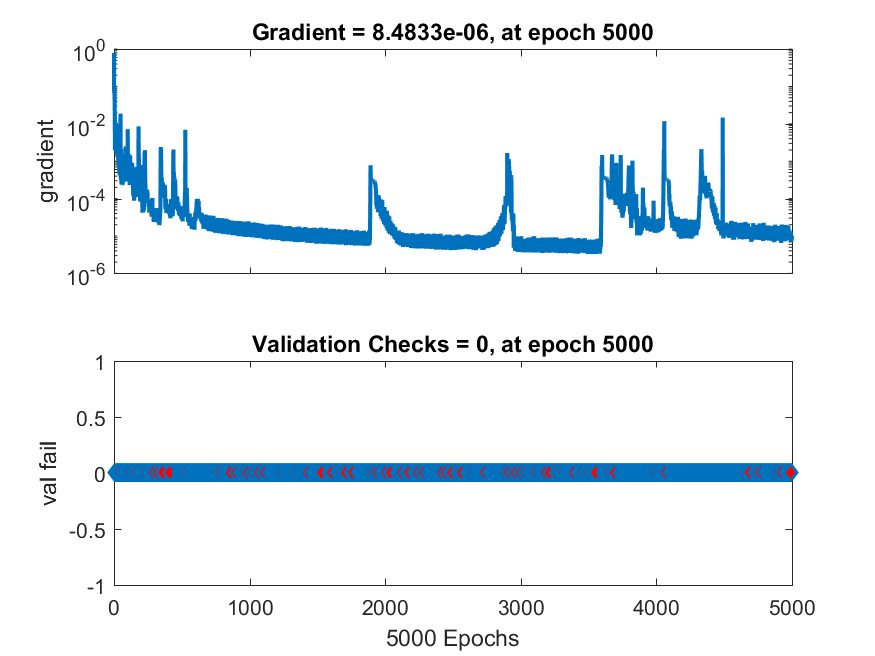 Gradient = 8.4833e-06, at epoch 5000
10^0
10^-2
10^-4
10^-6
gradient
Validation Checks = 0, at epoch 5000
1
0.5
0
-0.5
-1
val fail
0 1000 2000 3000 4000 5000
5000 Epochs